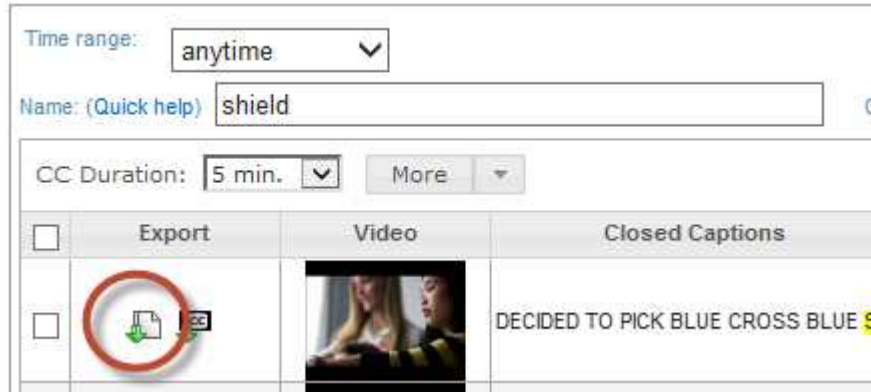 Time range: anytime
Name: (Quick help) shield
CC Duration: 5 min. More
Export Video Closed Captions
CC DECIDED TO PICK BLUE CROSS BLUE